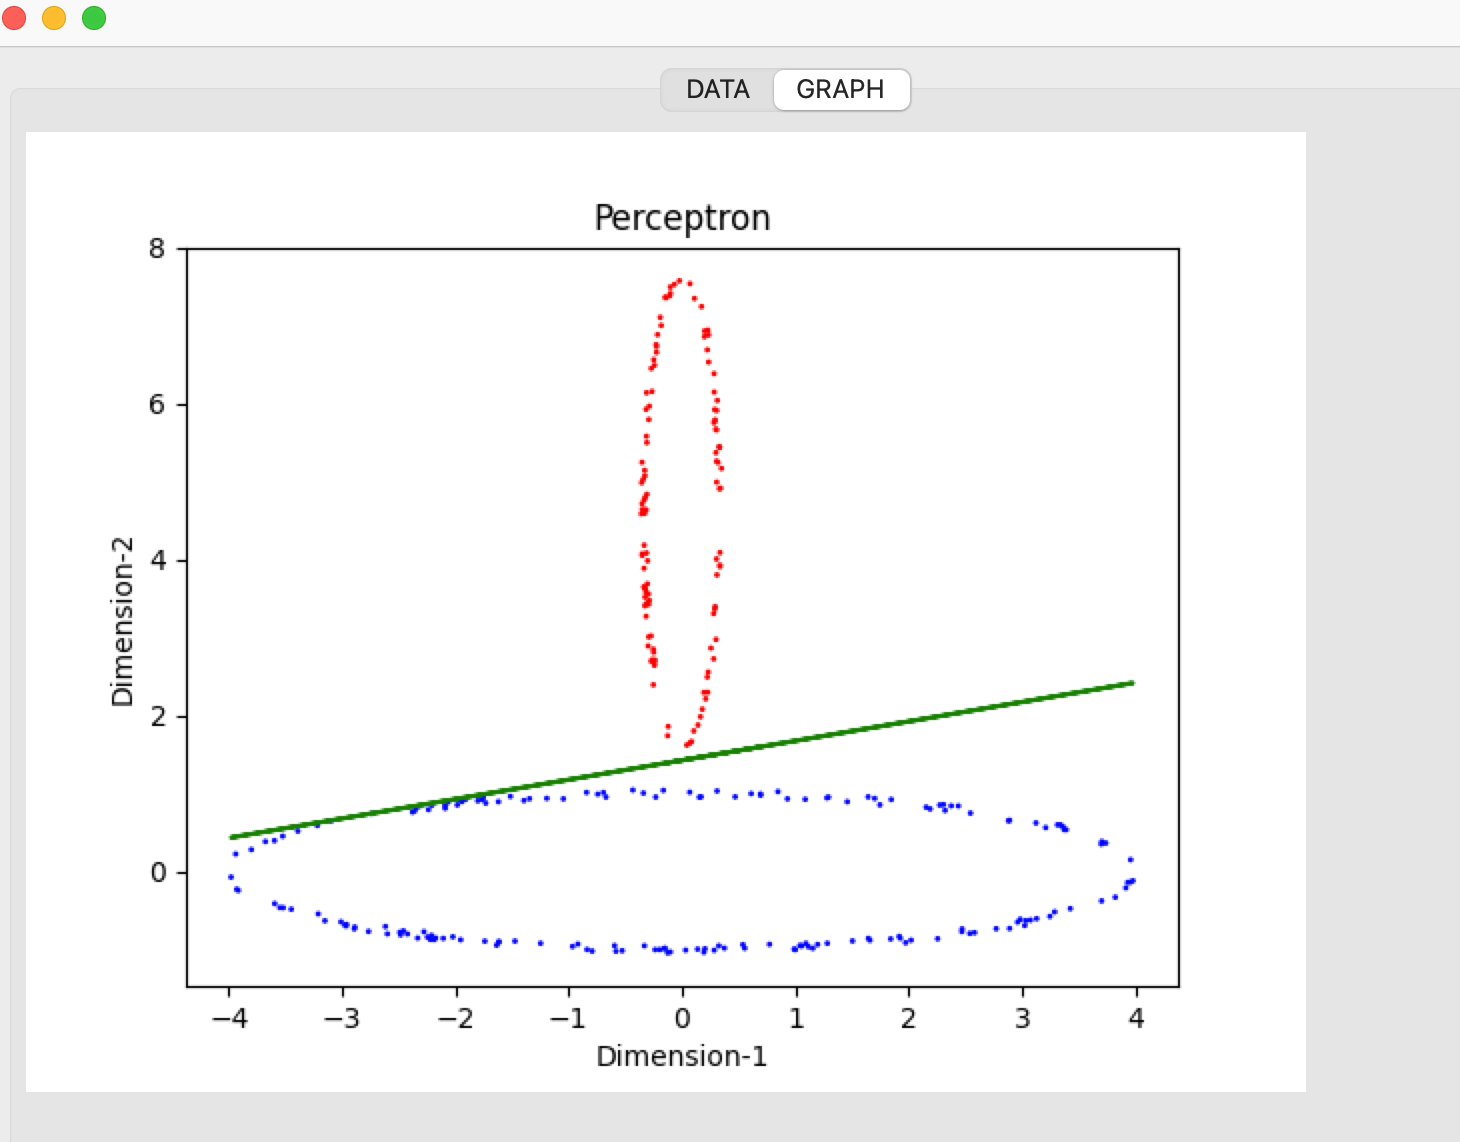 DATA GRAPH
Perceptron
8
6
4
2
0
Dimension-2
−4 −3 −2 −1 0 1 2 3 4
Dimension-1